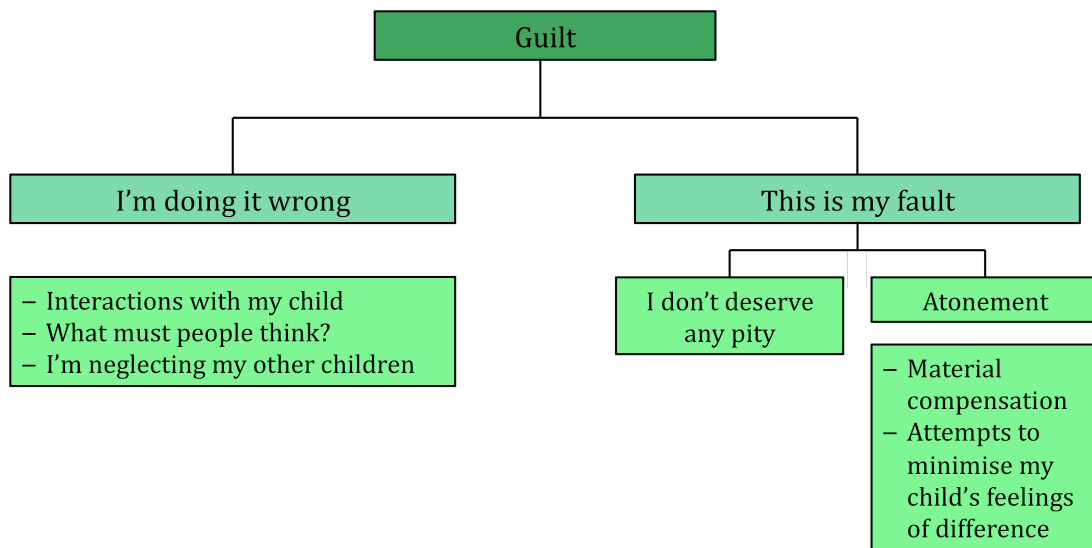 Guilt
I’m doing it wrong
This is my fault
– Interactions with my child
– What must people think?
– I’m neglecting my other children
I don’t deserve
any pity
Atonement
– Material
compensation
– Attempts to
minimise my
child’s feelings
of difference